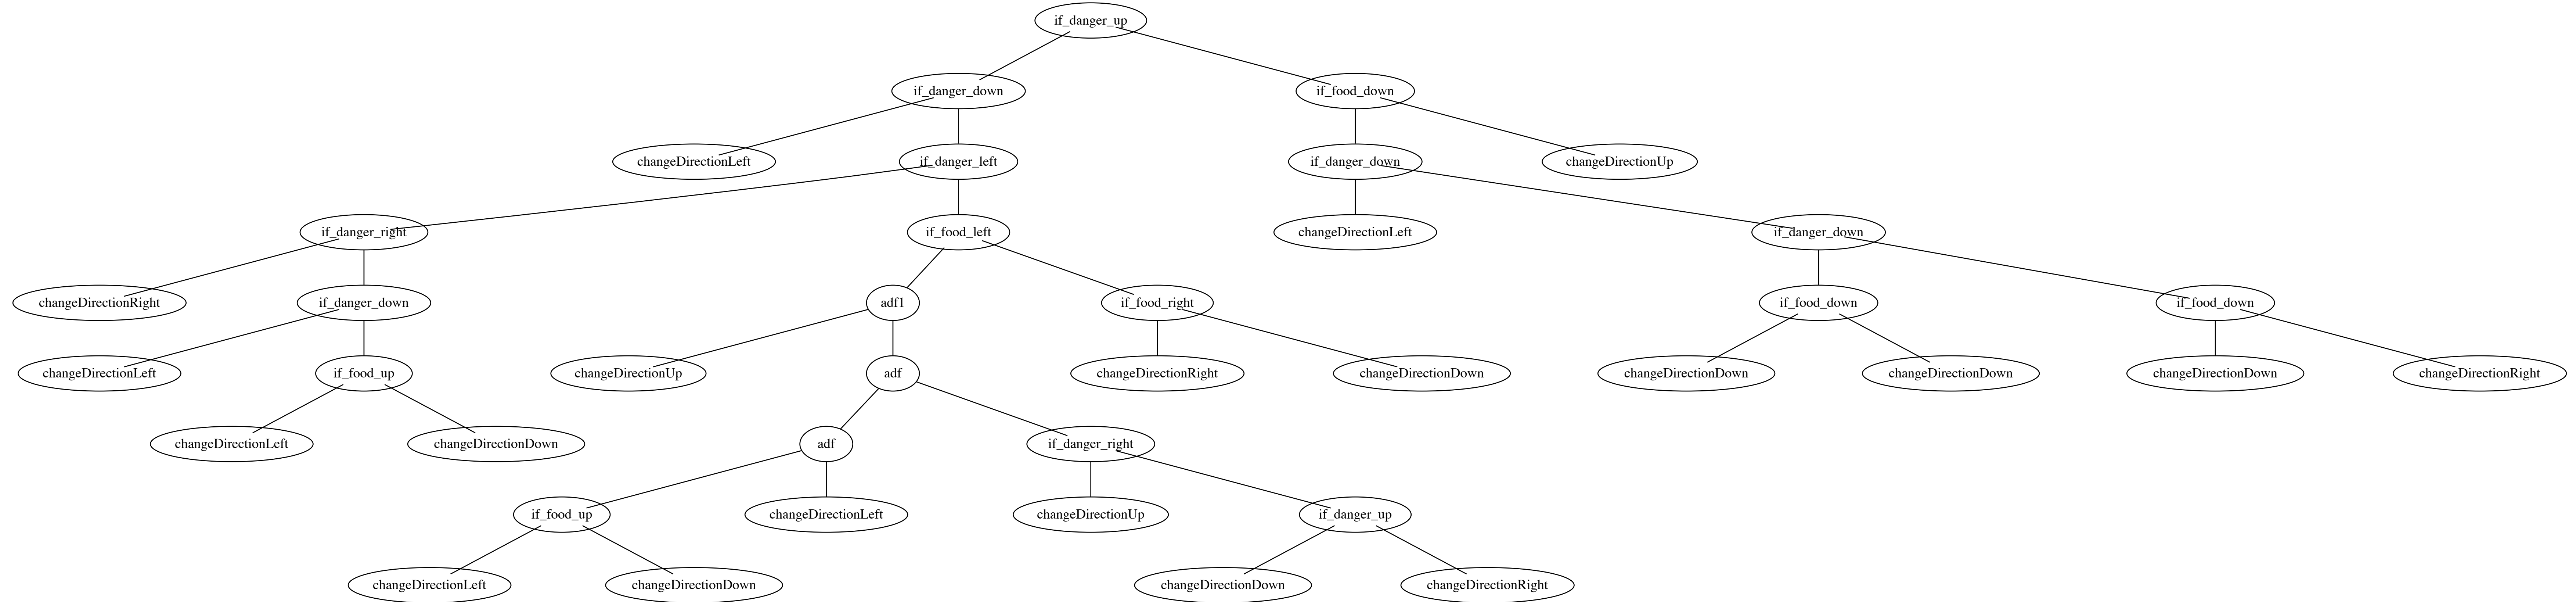 if_danger_up
if_danger_down
if_food_down
changeDirectionLeft
if_danger_left
if_danger_down
changeDirectionUp
if_danger_right
if_food_left
changeDirectionLeft
if_danger_down
changeDirectionRight
if_danger_down
adf1
if_food_right
if_food_down
if_food_down
changeDirectionLeft
if_food_up
changeDirectionUp
adf
changeDirectionRight
changeDirectionDown
changeDirectionDown
changeDirectionDown
changeDirectionDown
changeDirectionRight
changeDirectionLeft
changeDirectionDown
adf
if_danger_right
if_food_up
changeDirectionLeft
changeDirectionUp
if_danger_up
changeDirectionLeft
changeDirectionDown
changeDirectionDown
changeDirectionRight